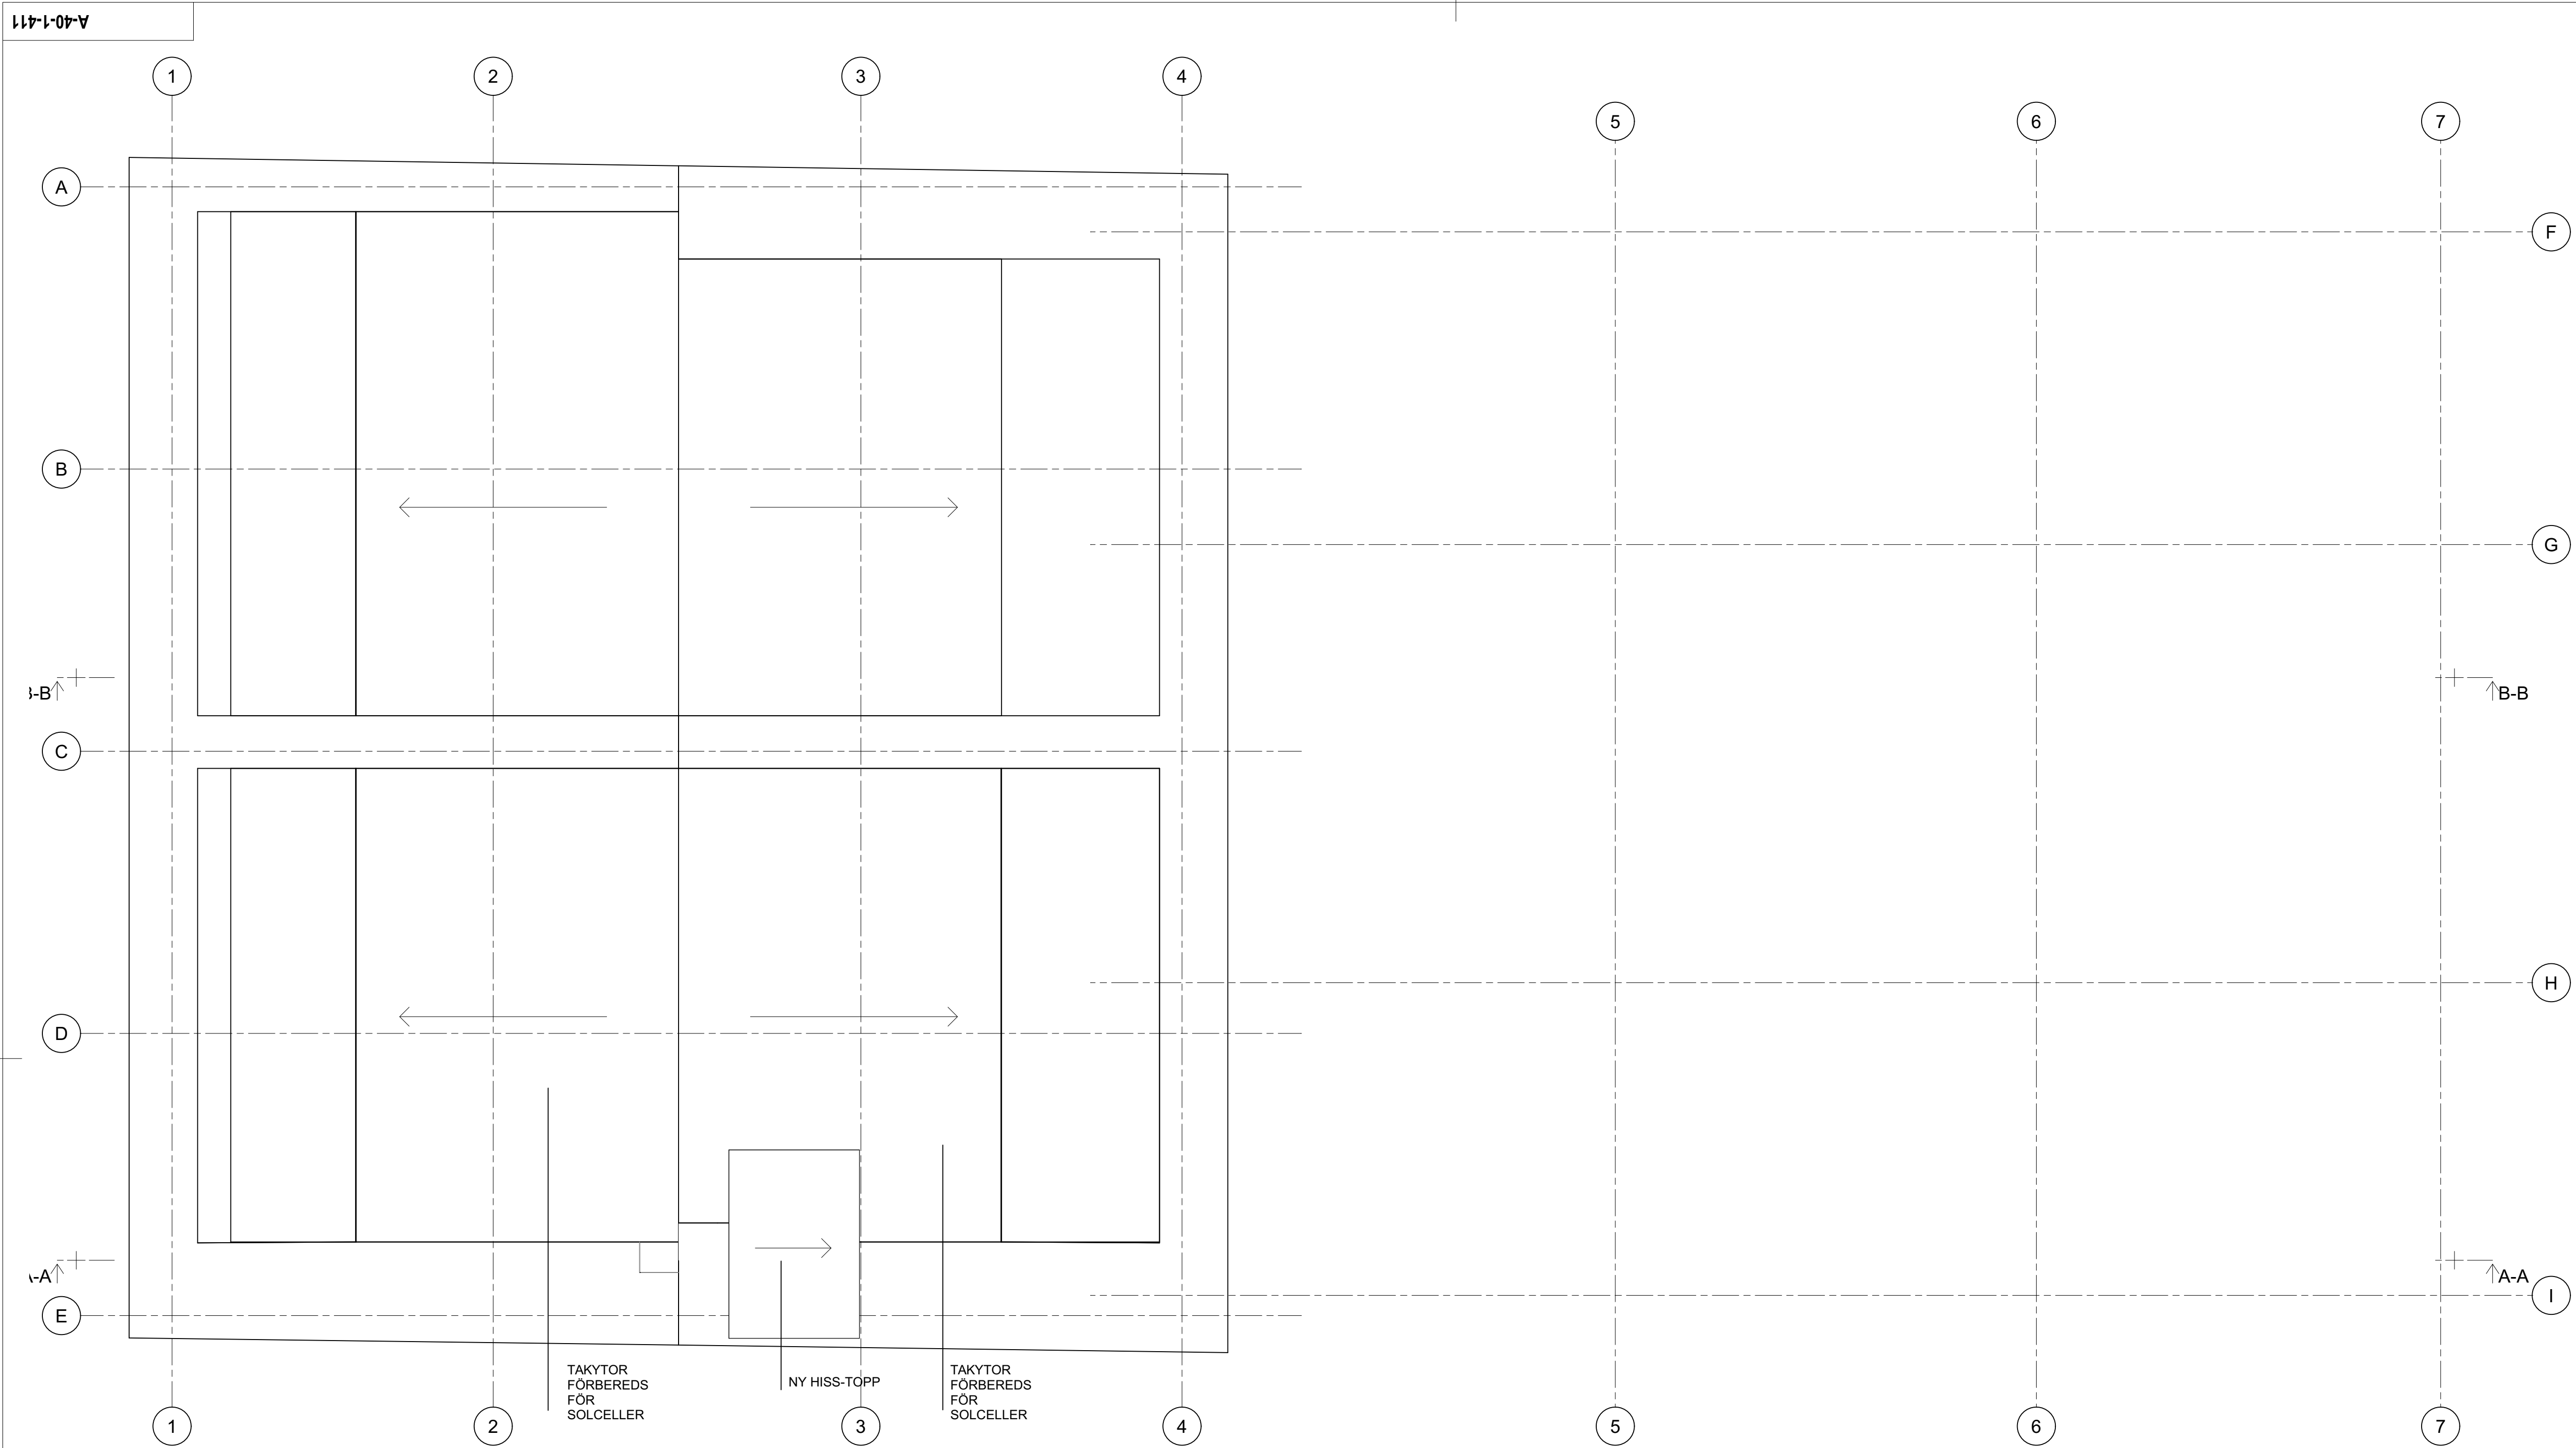 A-40-1-411
1
2
3
4
5
6
7
A
F
B
G
B-B
C
H
D
A-A
I
E
TAKYTOR
FÖRBEREDS
FÖR
SOLCELLER
NY HISS-TOPP
TAKYTOR
FÖRBEREDS
FÖR
SOLCELLER
1
2
3
4
5
6
7